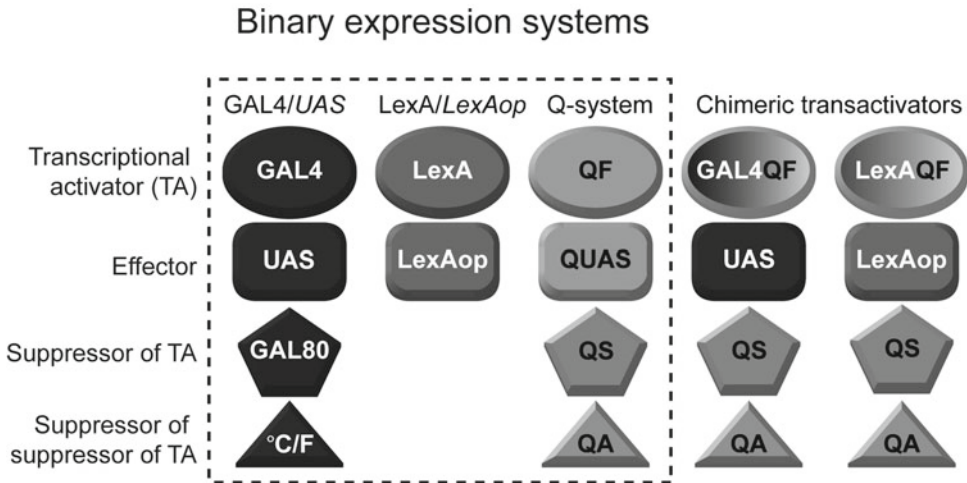 Binary expression systems
GAL4/UAS LexA/LexAop Q-system Chimeric transactivators
Transcriptional
activator (TA)
GAL4 LexA QF GAL4QF LexAQF
Effector UAS LexAop QUAS UAS LexAop
Suppressor of TA GAL80 QS QS QS
Suppressor of
suppressor of TA
°C/F QA QA QA